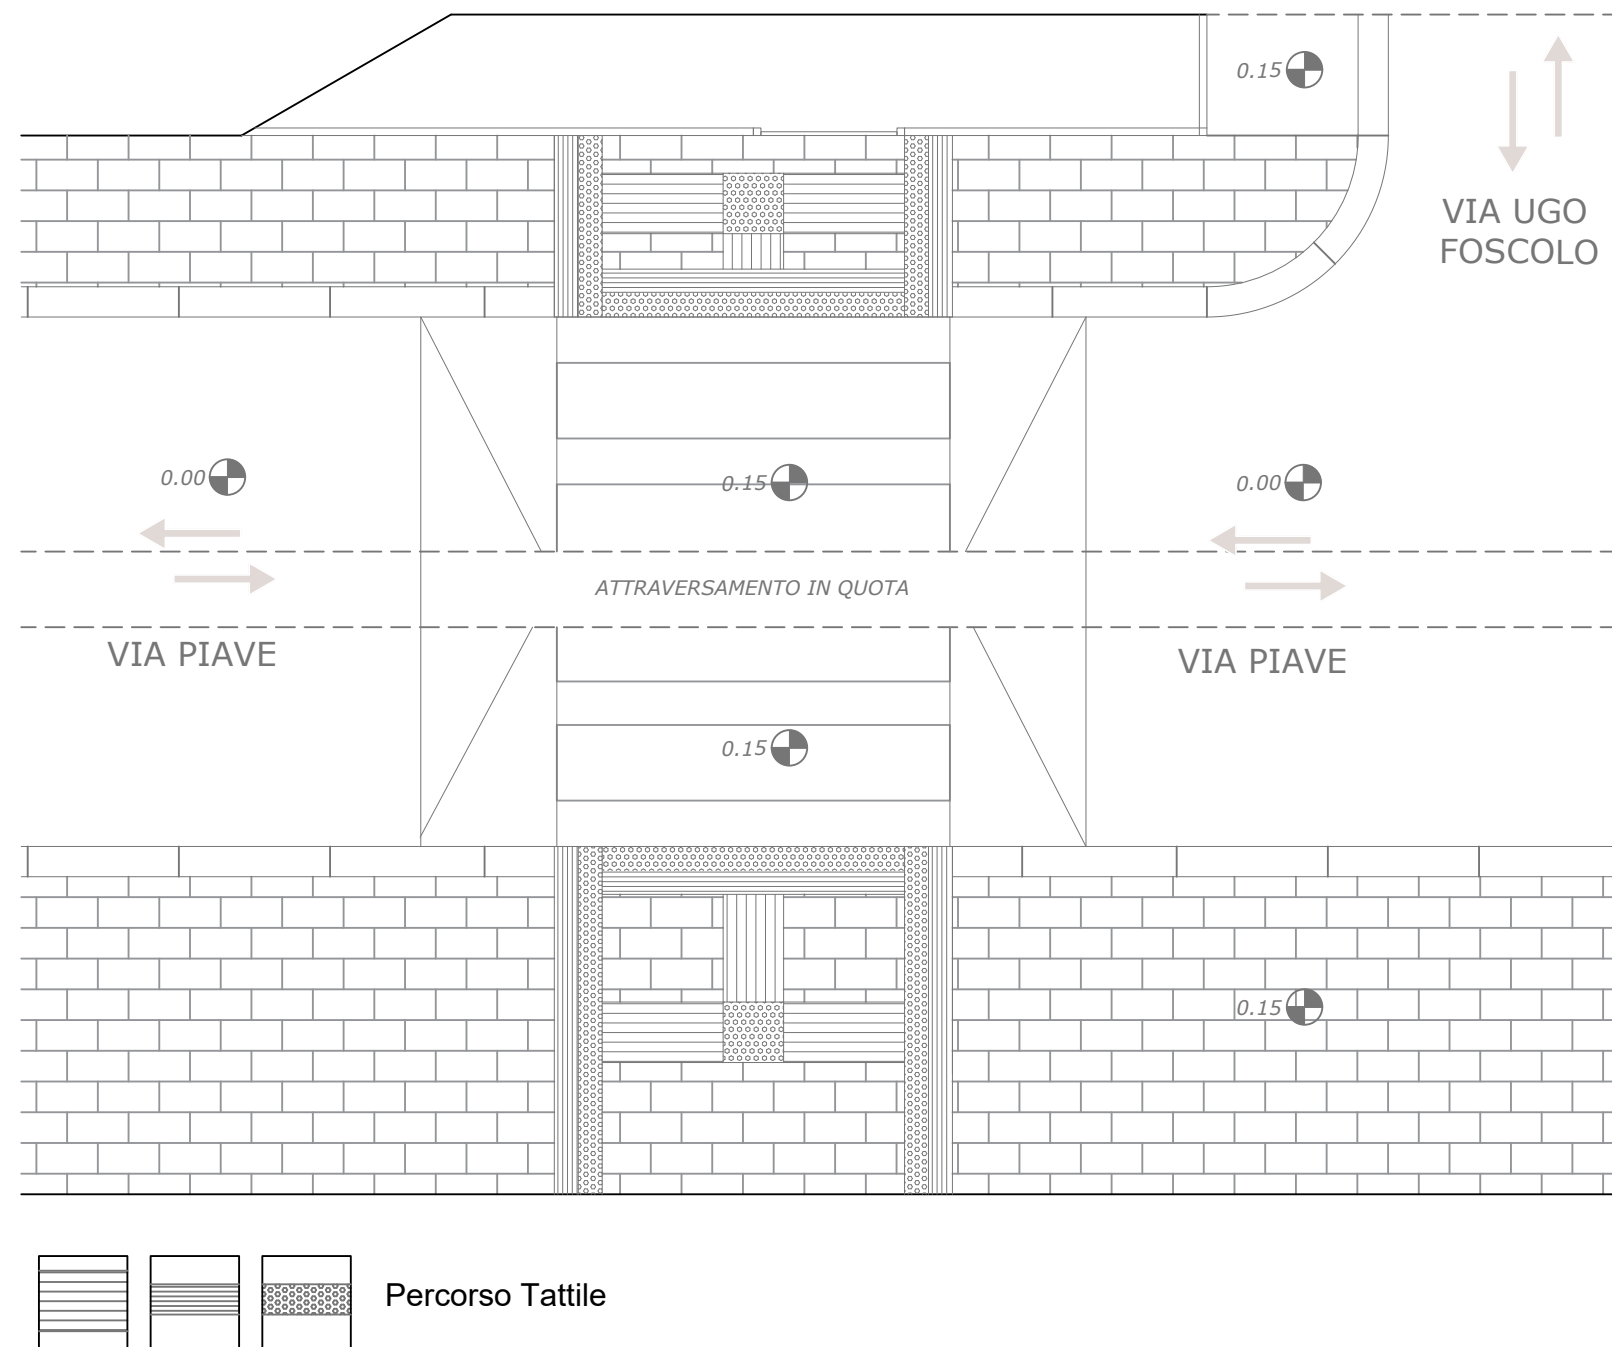 0.15
VIA UGO
FOSCOLO
0.00
0.15
0.00
ATTRAVERSAMENTO IN QUOTA
VIA PIAVE
VIA PIAVE
0.15
0.15
Percorso Tattile